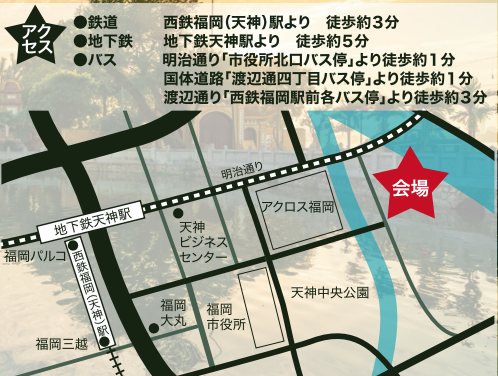 アクセス
●鉄道　西鉄福岡(天神)駅より　徒歩約3分
●地下鉄　地下鉄天神駅より　徒歩約5分
●バス　明治通り「市役所北口バス停」より徒歩約1分
国体道路「渡辺通四丁目バス停」より徒歩約1分
渡辺通り「西鉄福岡駅前各バス停」より徒歩約3分
明治通り
会場
アクロス福岡
地下鉄天神駅
天神
ビジネス
センター
福岡パルコ
西鉄福岡(天神)駅
天神中央公園
福岡
大丸
福岡
市役所
福岡三越